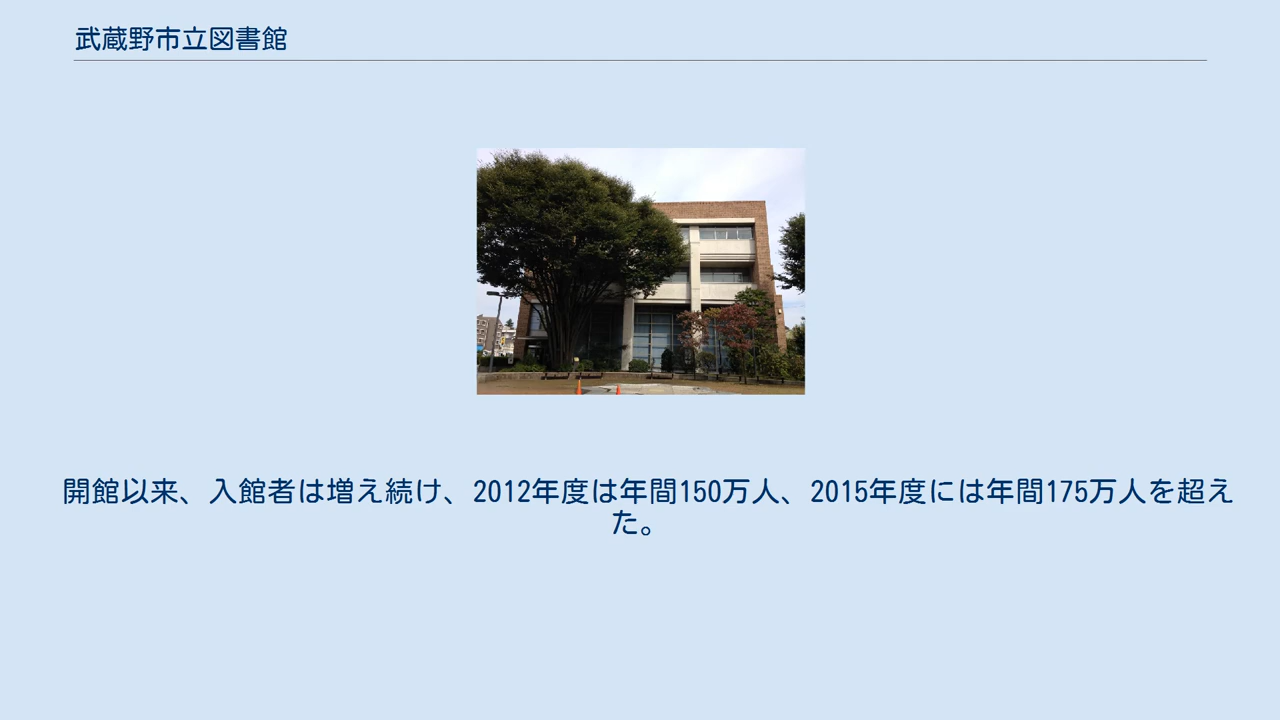 武蔵野市立図書館
開館以来、入館者は増え続け、2012年度は年間150万人、2015年度には年間175万人を超え
た。